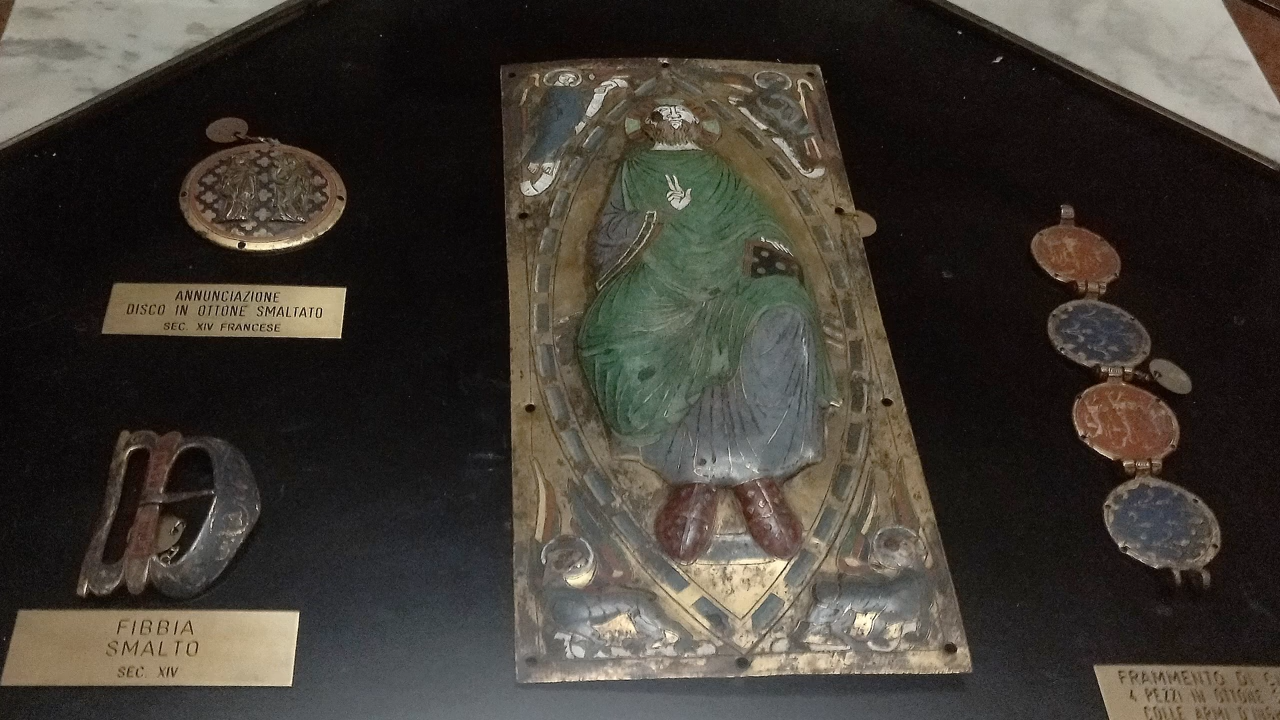 ANNUNCIAZIONE
DISCO IN OTTONE SMALTATO
SEC. XIV FRANCESE
FIBBIA
SMALTO
SEC. XIV
FRAMMENTO DI
4 PEZZI IN OTTONE
COLLE ARMI